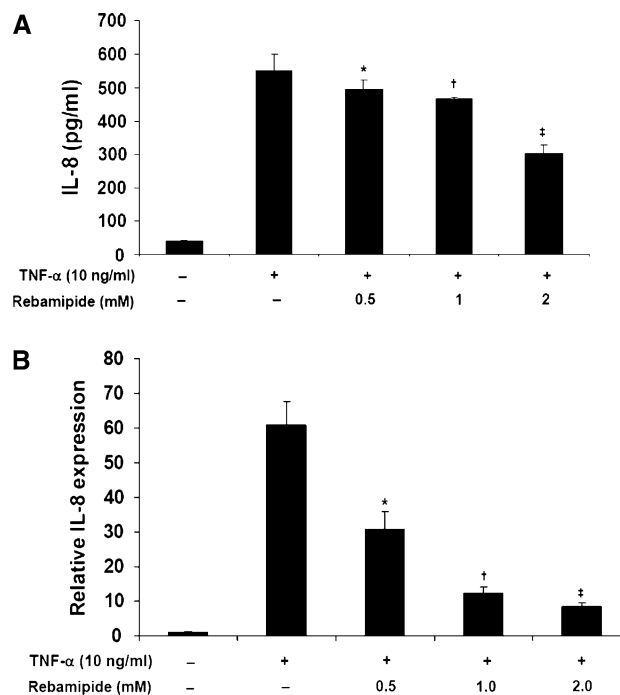 A
700
600
500
400
300
200
100
0
IL-8 (pg/ml)
* † ‡
TNF-α (10 ng/ml) – + + + +
Rebamipide (mM) – – 0.5 1 2
B
80
70
60
50
40
30
20
10
0
Relative IL-8 expression
* † ‡
TNF-α (10 ng/ml) – + + + +
Rebamipide (mM) – – 0.5 1.0 2.0